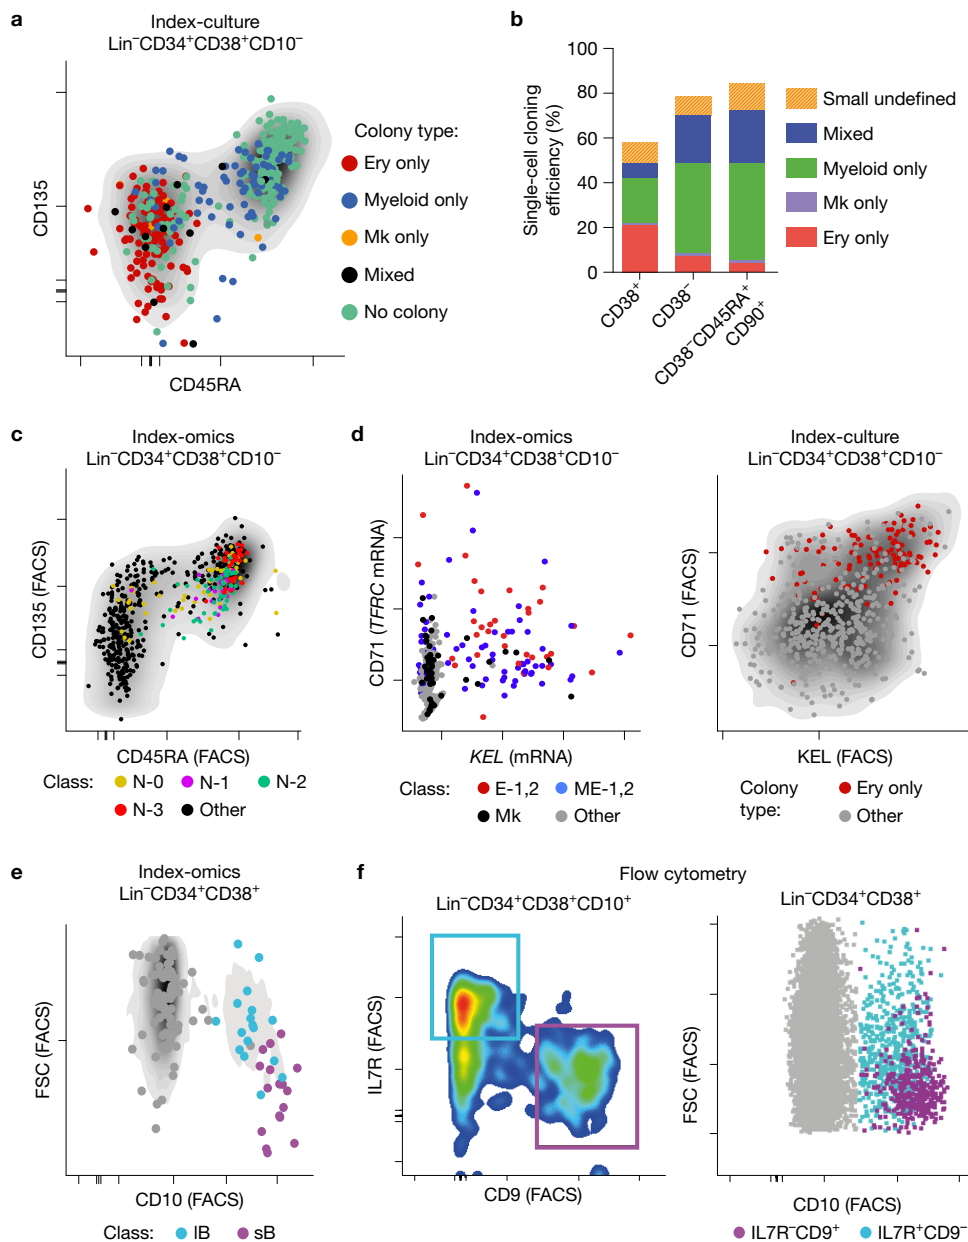 a
Index-culture
Lin⁻CD34⁺CD38⁺CD10⁻
CD135
CD45RA
Colony type:
Ery only
Myeloid only
Mk only
Mixed
No colony
b
Single-cell cloning
efficiency (%)
100
80
60
40
20
0
CD38⁺
CD38⁻
CD38⁻CD45RA⁺
CD90⁺
Small undefined
Mixed
Myeloid only
Mk only
Ery only
c
Index-omics
Lin⁻CD34⁺CD38⁺CD10⁻
CD135 (FACS)
CD45RA (FACS)
Class:
N-0
N-1
N-2
N-3
Other
d
Index-omics
Lin⁻CD34⁺CD38⁺CD10⁻
CD71 (TFRC mRNA)
KEL (mRNA)
Class:
E-1,2
ME-1,2
Mk
Other
Index-culture
Lin⁻CD34⁺CD38⁺CD10⁻
CD71 (FACS)
KEL (FACS)
Colony
type:
Ery only
Other
e
Index-omics
Lin⁻CD34⁺CD38⁺
FSC (FACS)
CD10 (FACS)
Class:
lB
sB
f
Flow cytometry
Lin⁻CD34⁺CD38⁺CD10⁺
IL7R (FACS)
CD9 (FACS)
Lin⁻CD34⁺CD38⁺
FSC (FACS)
CD10 (FACS)
IL7R⁻CD9⁺
IL7R⁺CD9⁻